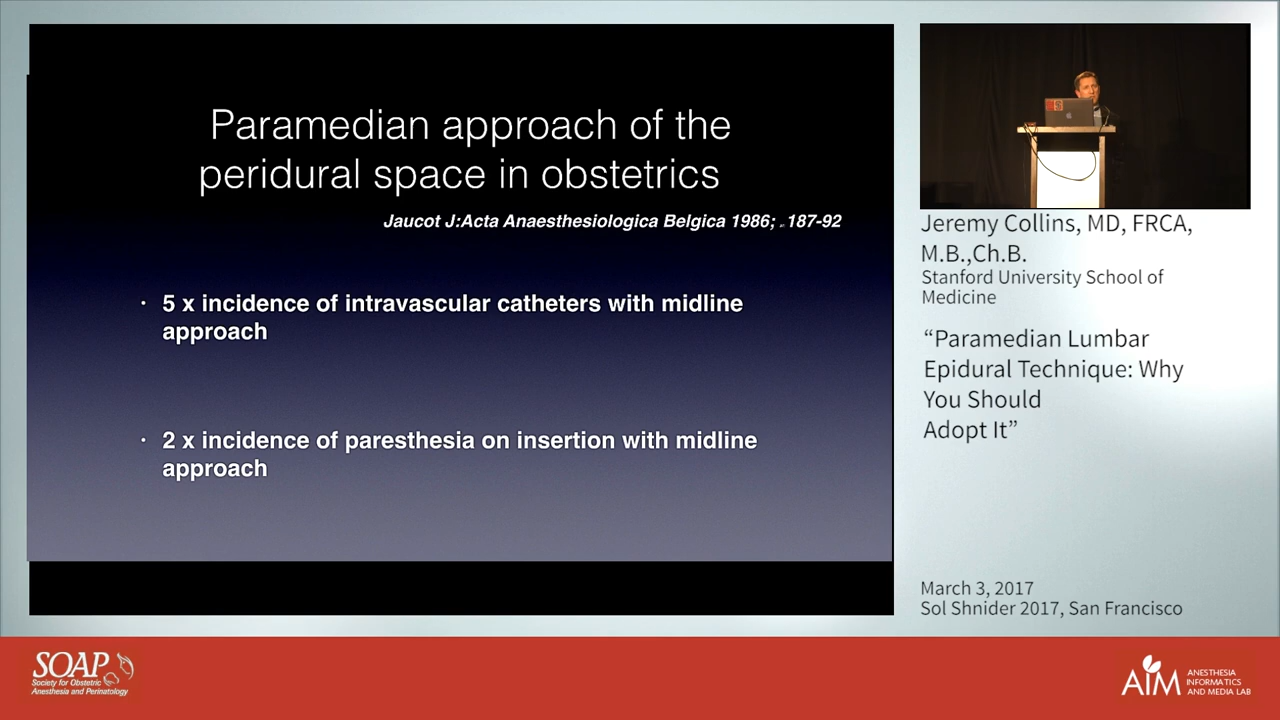 Paramedian approach of the
peridural space in obstetrics
Jaucot J:Acta Anaesthesiologica Belgica 1986; 187-92
· 5 x incidence of intravascular catheters with midline
approach
· 2 x incidence of paresthesia on insertion with midline
approach
Jeremy Collins, MD, FRCA,
M.B.,Ch.B.
Stanford University School of
Medicine
“Paramedian Lumbar
Epidural Technique: Why
You Should
Adopt It”
March 3, 2017
Sol Shnider 2017, San Francisco
SOAP
Society for Obstetric
Anesthesia and Perinatology
AIM
ANESTHESIA
INFORMATICS
AND MEDIA LAB